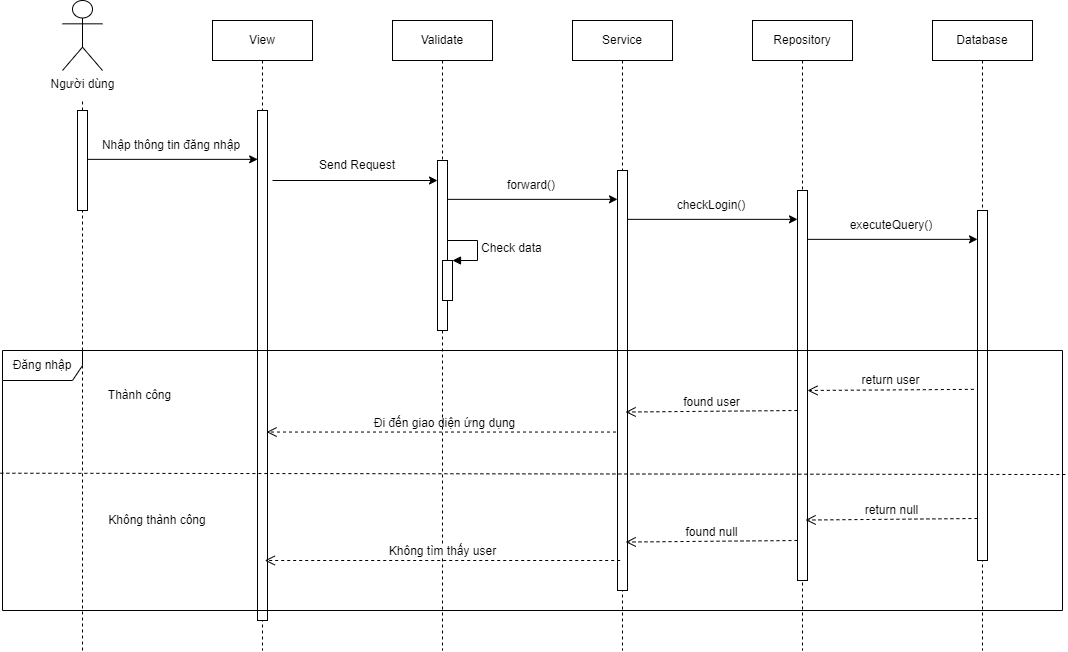 Người dùng
View
Validate
Service
Repository
Database
Nhập thông tin đăng nhập
Send Request
forward()
checkLogin()
executeQuery()
Check data
Đăng nhập
Thành công
return user
found user
Đi đến giao diện ứng dụng
Không thành công
return null
found null
Không tìm thấy user